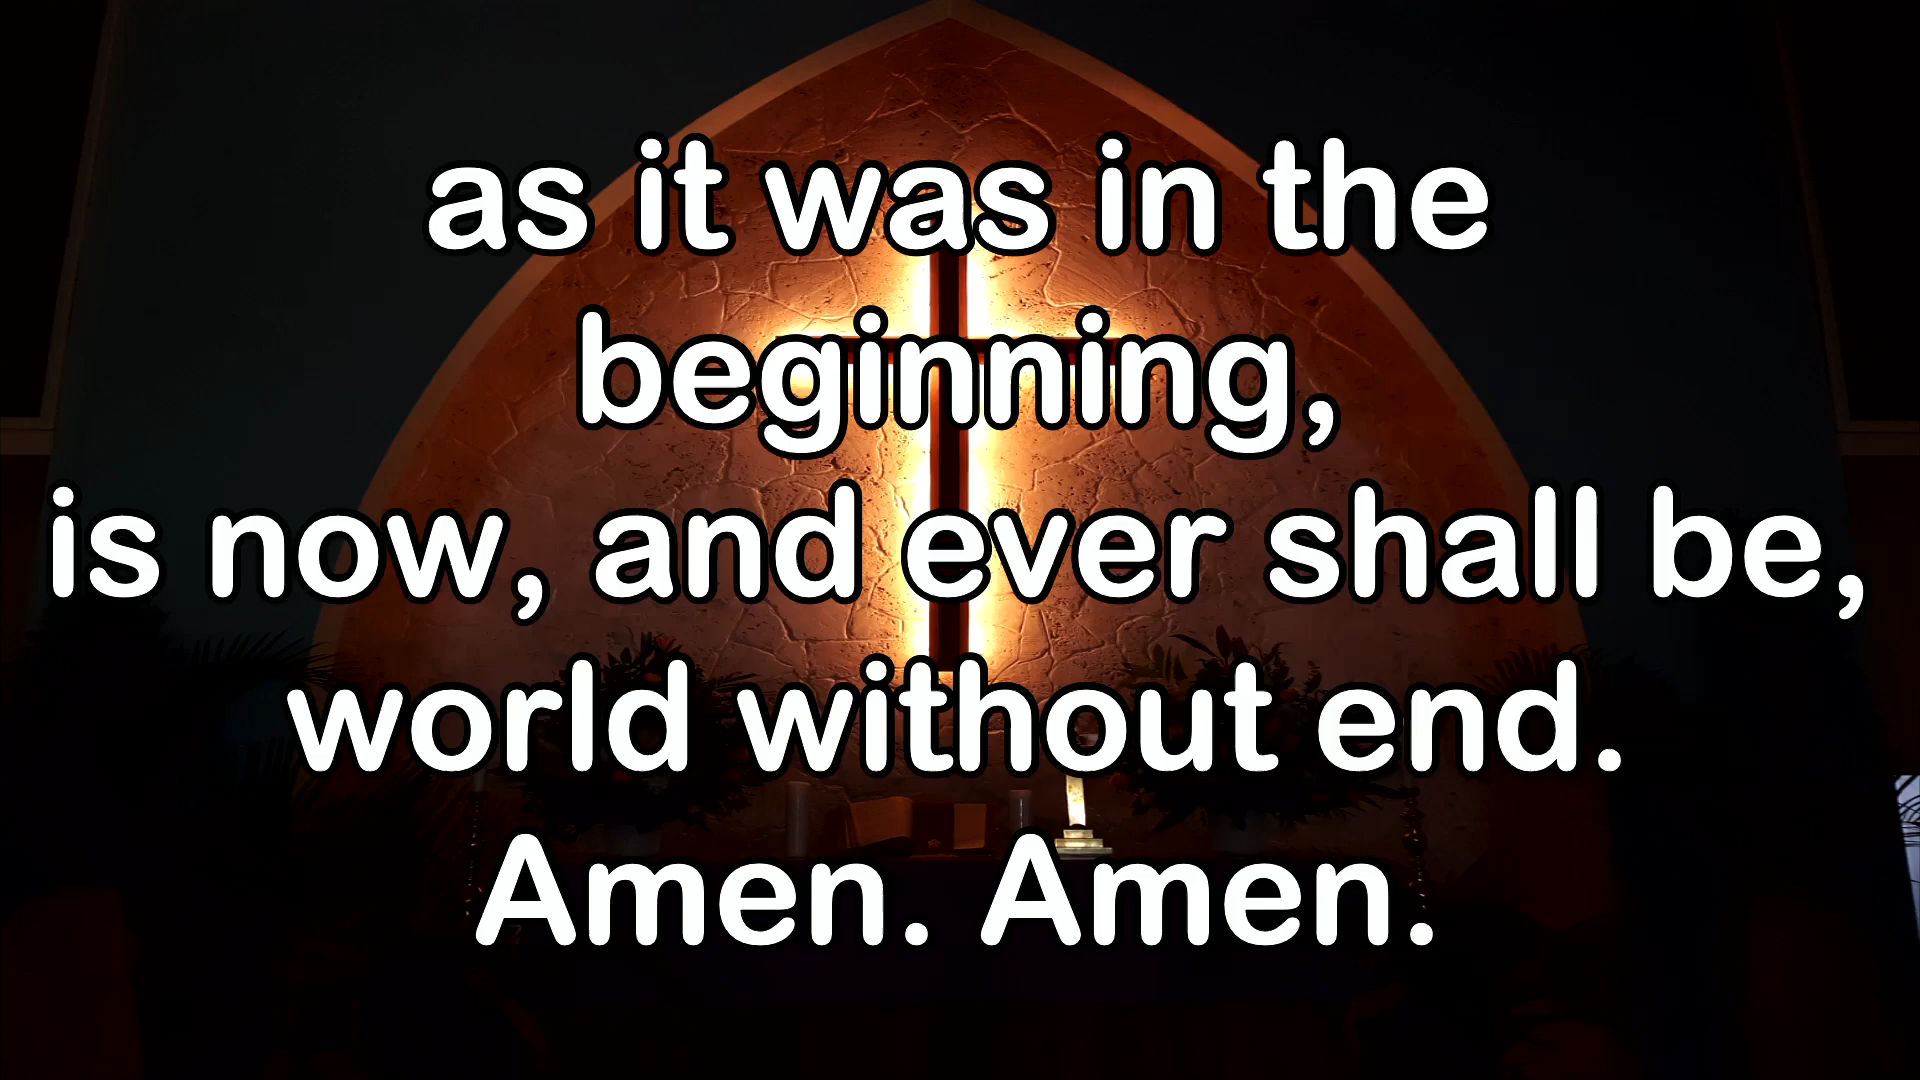 as it was in the
beginning,
is now, and ever shall be,
world without end.
Amen. Amen.